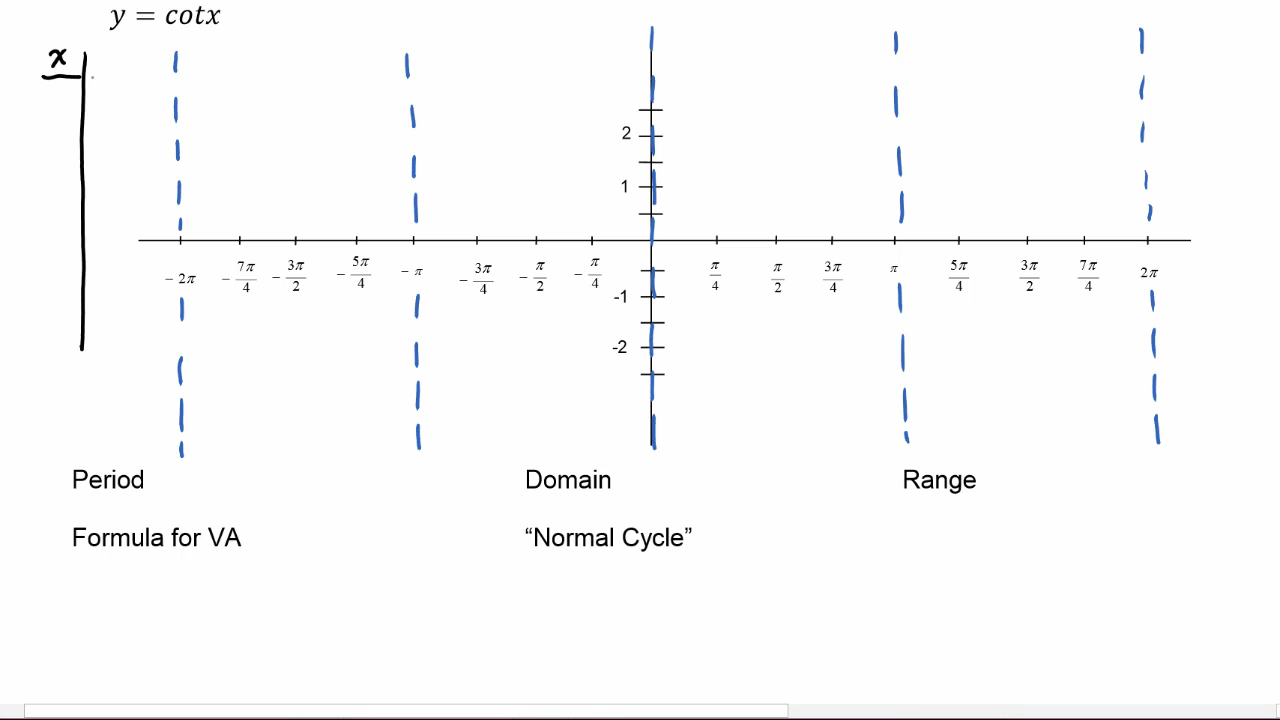 y = cotx
x
2
1
-2π -7π/4 -3π/2 -5π/4 -π -3π/4 -π/2 -π/4 π/4 π/2 3π/4 π 5π/4 3π/2 7π/4 2π
-1
-2
Period Domain Range
Formula for VA “Normal Cycle”